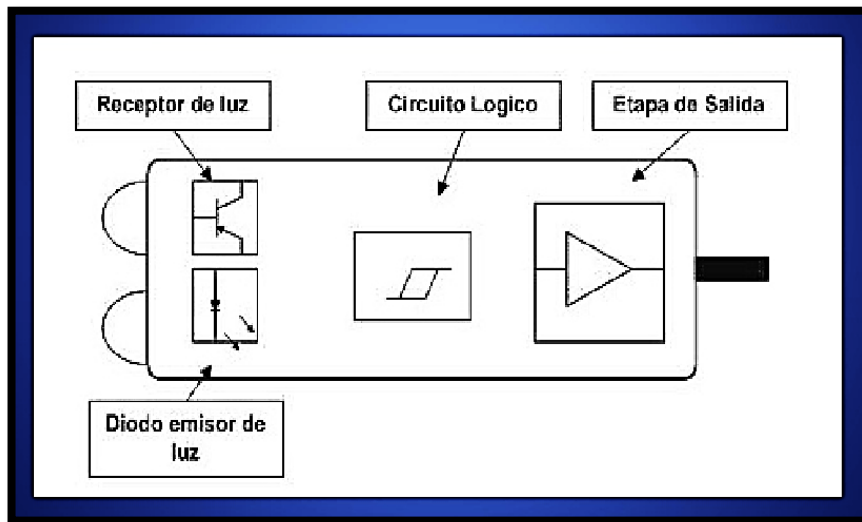 Receptor de luz
Circuito Logico
Etapa de Salida
Diodo emisor de
luz